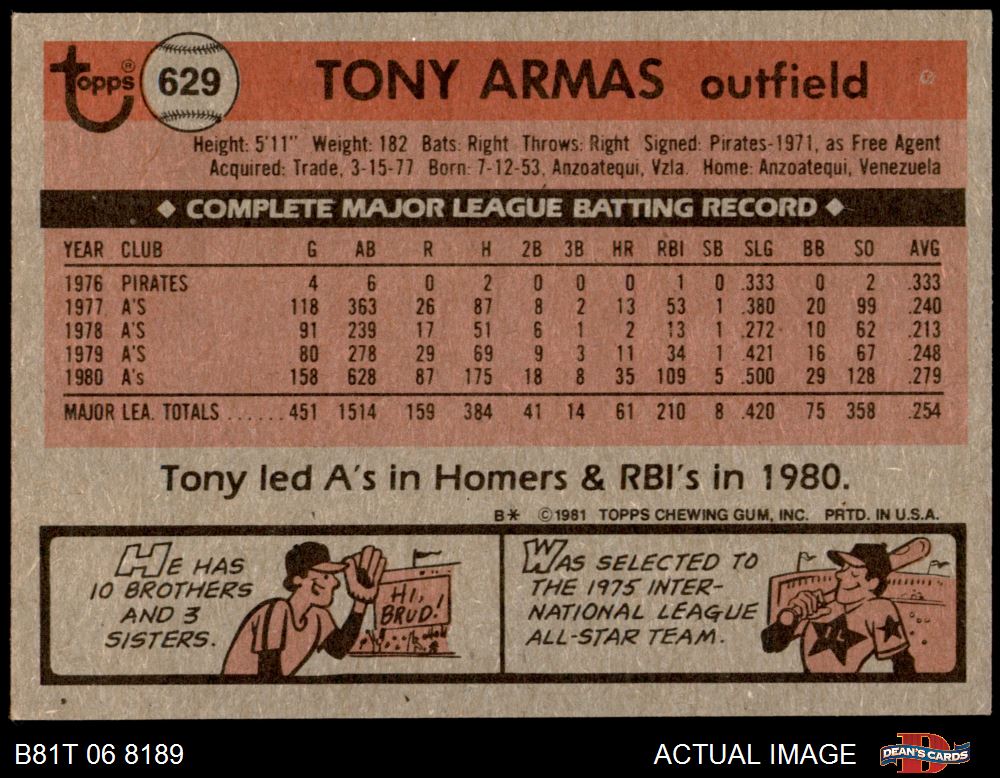 Topps® 629 TONY ARMAS outfield
Height: 5'11" Weight: 182 Bats: Right Throws: Right Signed: Pirates-1971, as Free Agent
Acquired: Trade, 3-15-77 Born: 7-12-53, Anzoatequi, Vzla. Home: Anzoatequi, Venezuela
◆ COMPLETE MAJOR LEAGUE BATTING RECORD ◆
YEAR CLUB G AB R H 2B 3B HR RBI SB SLG BB SO AVG
1976 PIRATES 4 6 0 2 0 0 0 1 0 .333 0 2 .333
1977 A'S 118 363 26 87 8 2 13 53 1 .380 20 99 .240
1978 A'S 91 239 17 51 6 1 2 13 1 .272 10 62 .213
1979 A'S 80 278 29 69 9 3 11 34 1 .421 16 67 .248
1980 A's 158 628 87 175 18 8 35 109 5 .500 29 128 .279
MAJOR LEA. TOTALS ...... 451 1514 159 384 41 14 61 210 8 .420 75 358 .254
Tony led A's in Homers & RBI's in 1980.
B* ©1981 TOPPS CHEWING GUM, INC. PRTD. IN U.S.A.
HE HAS
10 BROTHERS
AND 3
SISTERS.
HI,
BRUD!
WAS SELECTED TO
THE 1975 INTER-
NATIONAL LEAGUE
ALL-STAR TEAM.
B81T 06 8189 ACTUAL IMAGE DEAN'S CARDS